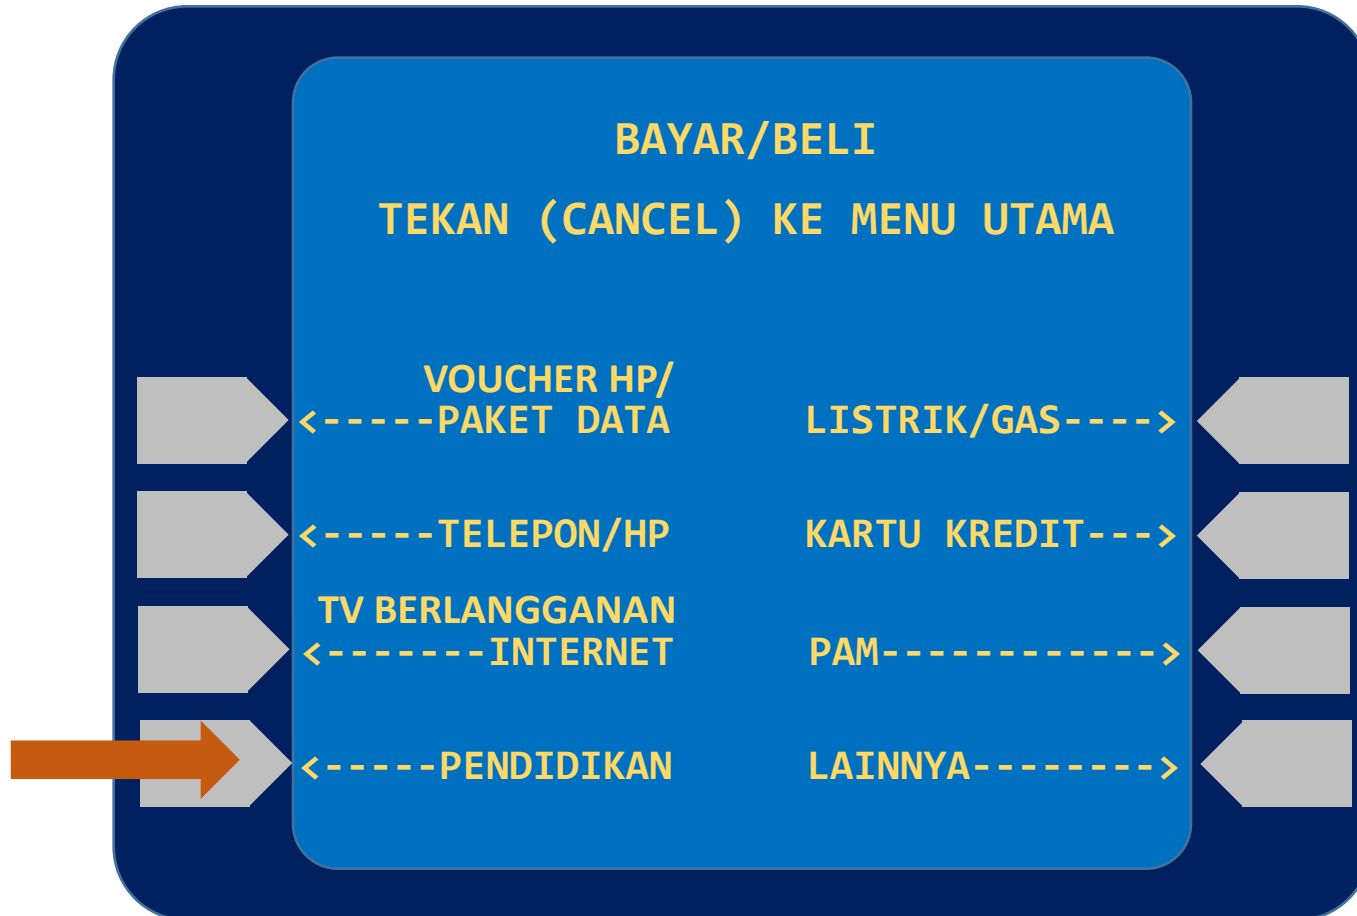 BAYAR/BELI
TEKAN (CANCEL) KE MENU UTAMA
VOUCHER HP/
<-----PAKET DATA
LISTRIK/GAS---->
<-----TELEPON/HP
KARTU KREDIT--->
TV BERLANGGANAN
<-------INTERNET
PAM------------>
<-----PENDIDIKAN
LAINNYA-------->